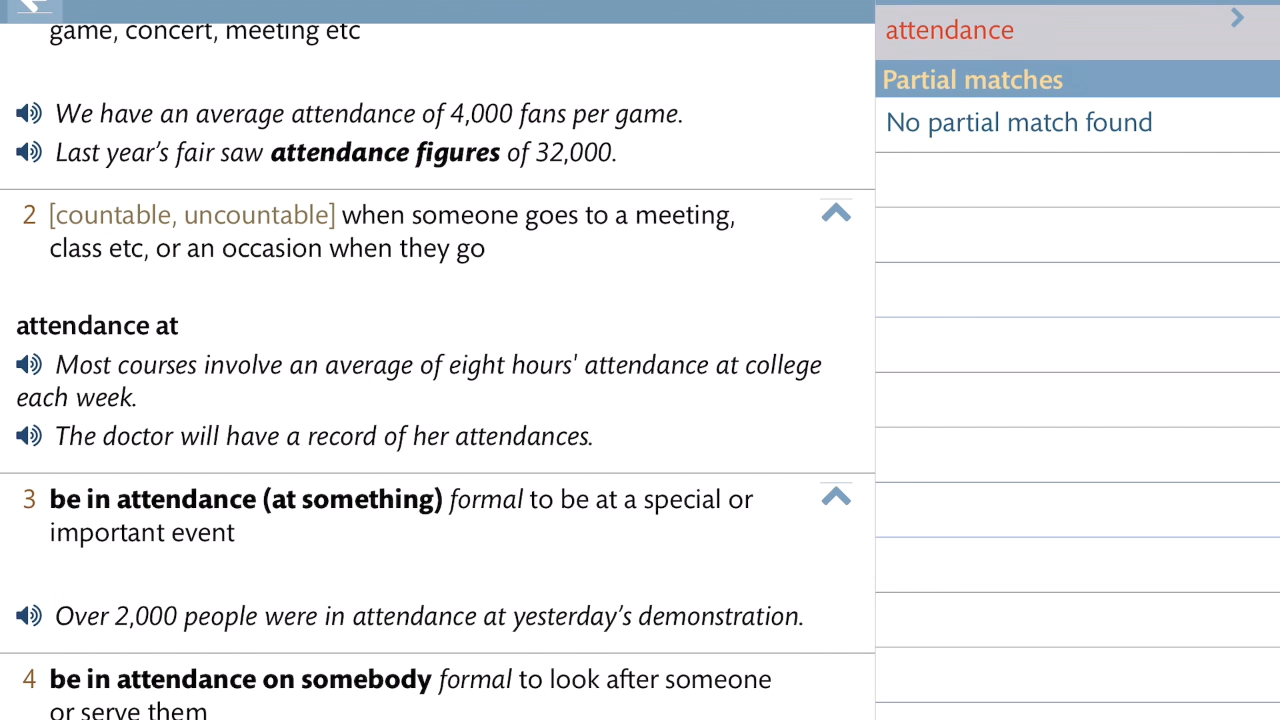 game, concert, meeting etc
We have an average attendance of 4,000 fans per game.
Last year's fair saw attendance figures of 32,000.
2 [countable, uncountable] when someone goes to a meeting,
class etc, or an occasion when they go
attendance at
Most courses involve an average of eight hours' attendance at college
each week.
The doctor will have a record of her attendances.
3 be in attendance (at something) formal to be at a special or
important event
Over 2,000 people were in attendance at yesterday's demonstration.
4 be in attendance on somebody formal to look after someone
or serve them
attendance
Partial matches
No partial match found